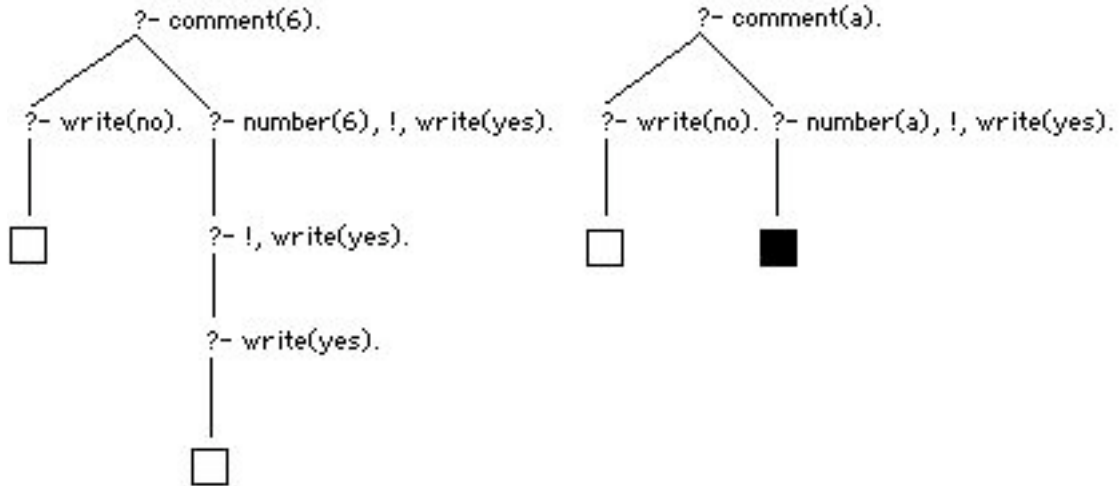 ?- comment(6).
?- write(no).
?- number(6), !, write(yes).
?- !, write(yes).
?- write(yes).
?- comment(a).
?- write(no).
?- number(a), !, write(yes).